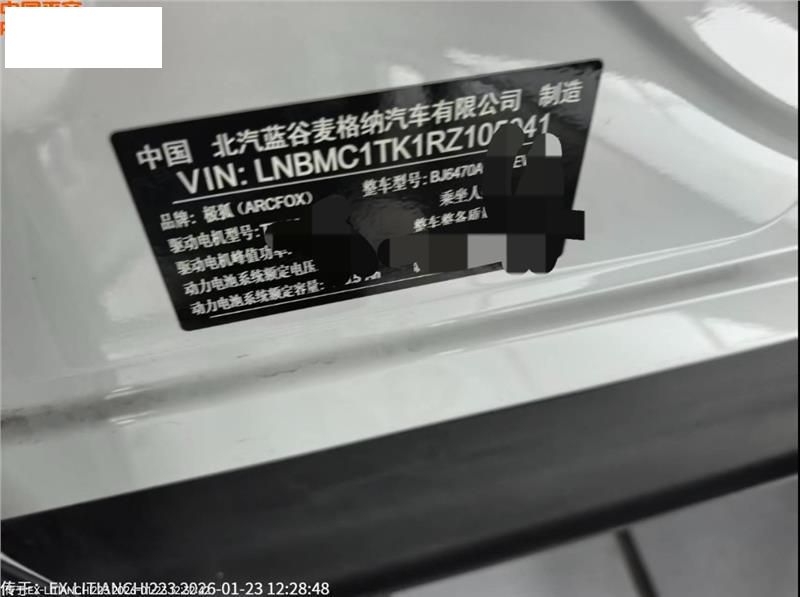 中国 北汽蓝谷麦格纳汽车有限公司 制造
VIN: LNBMC1TK1RZ10 41
品牌: 极狐 (ARCFOX) 整车型号: BJ6470A EV
驱动电机型号: T 乘坐人
驱动电机峰值功率: 整车整备质量
动力电池系统额定电压
动力电池系统额定容量:
传于: EX-LITIANCHI223 2026-01-23 12:28:48